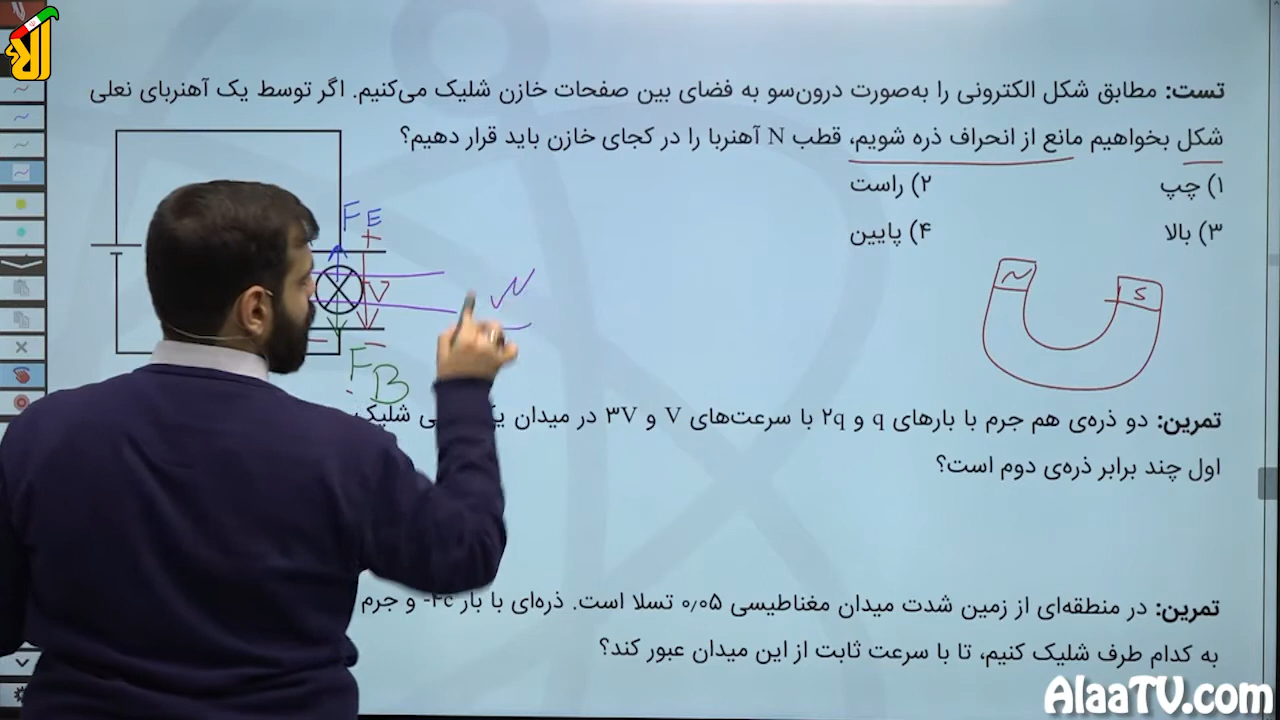 تست: مطابق شکل الکترونی را به‌صورت درون‌سو به فضای بین صفحات خازن شلیک می‌کنیم. اگر توسط یک آهنربای نعلی
شکل بخواهیم مانع از انحراف ذره شویم، قطب N آهنربا را در کجای خازن باید قرار دهیم؟
۱) چپ
۲) راست
۳) بالا
۴) پایین
N
S
FE
+
V
N
−
−
FB
تمرین: دو ذره‌ی هم جرم با بارهای q و ۲q با سرعت‌های V و ۳V در میدان شلیک
اول چند برابر ذره‌ی دوم است؟
تمرین: در منطقه‌ای از زمین شدت میدان مغناطیسی ۰٫۰۵ تسلا است. ذره‌ای با بار و جرم
به کدام طرف شلیک کنیم، تا با سرعت ثابت از این میدان عبور کند؟
الا
AlaaTV.com